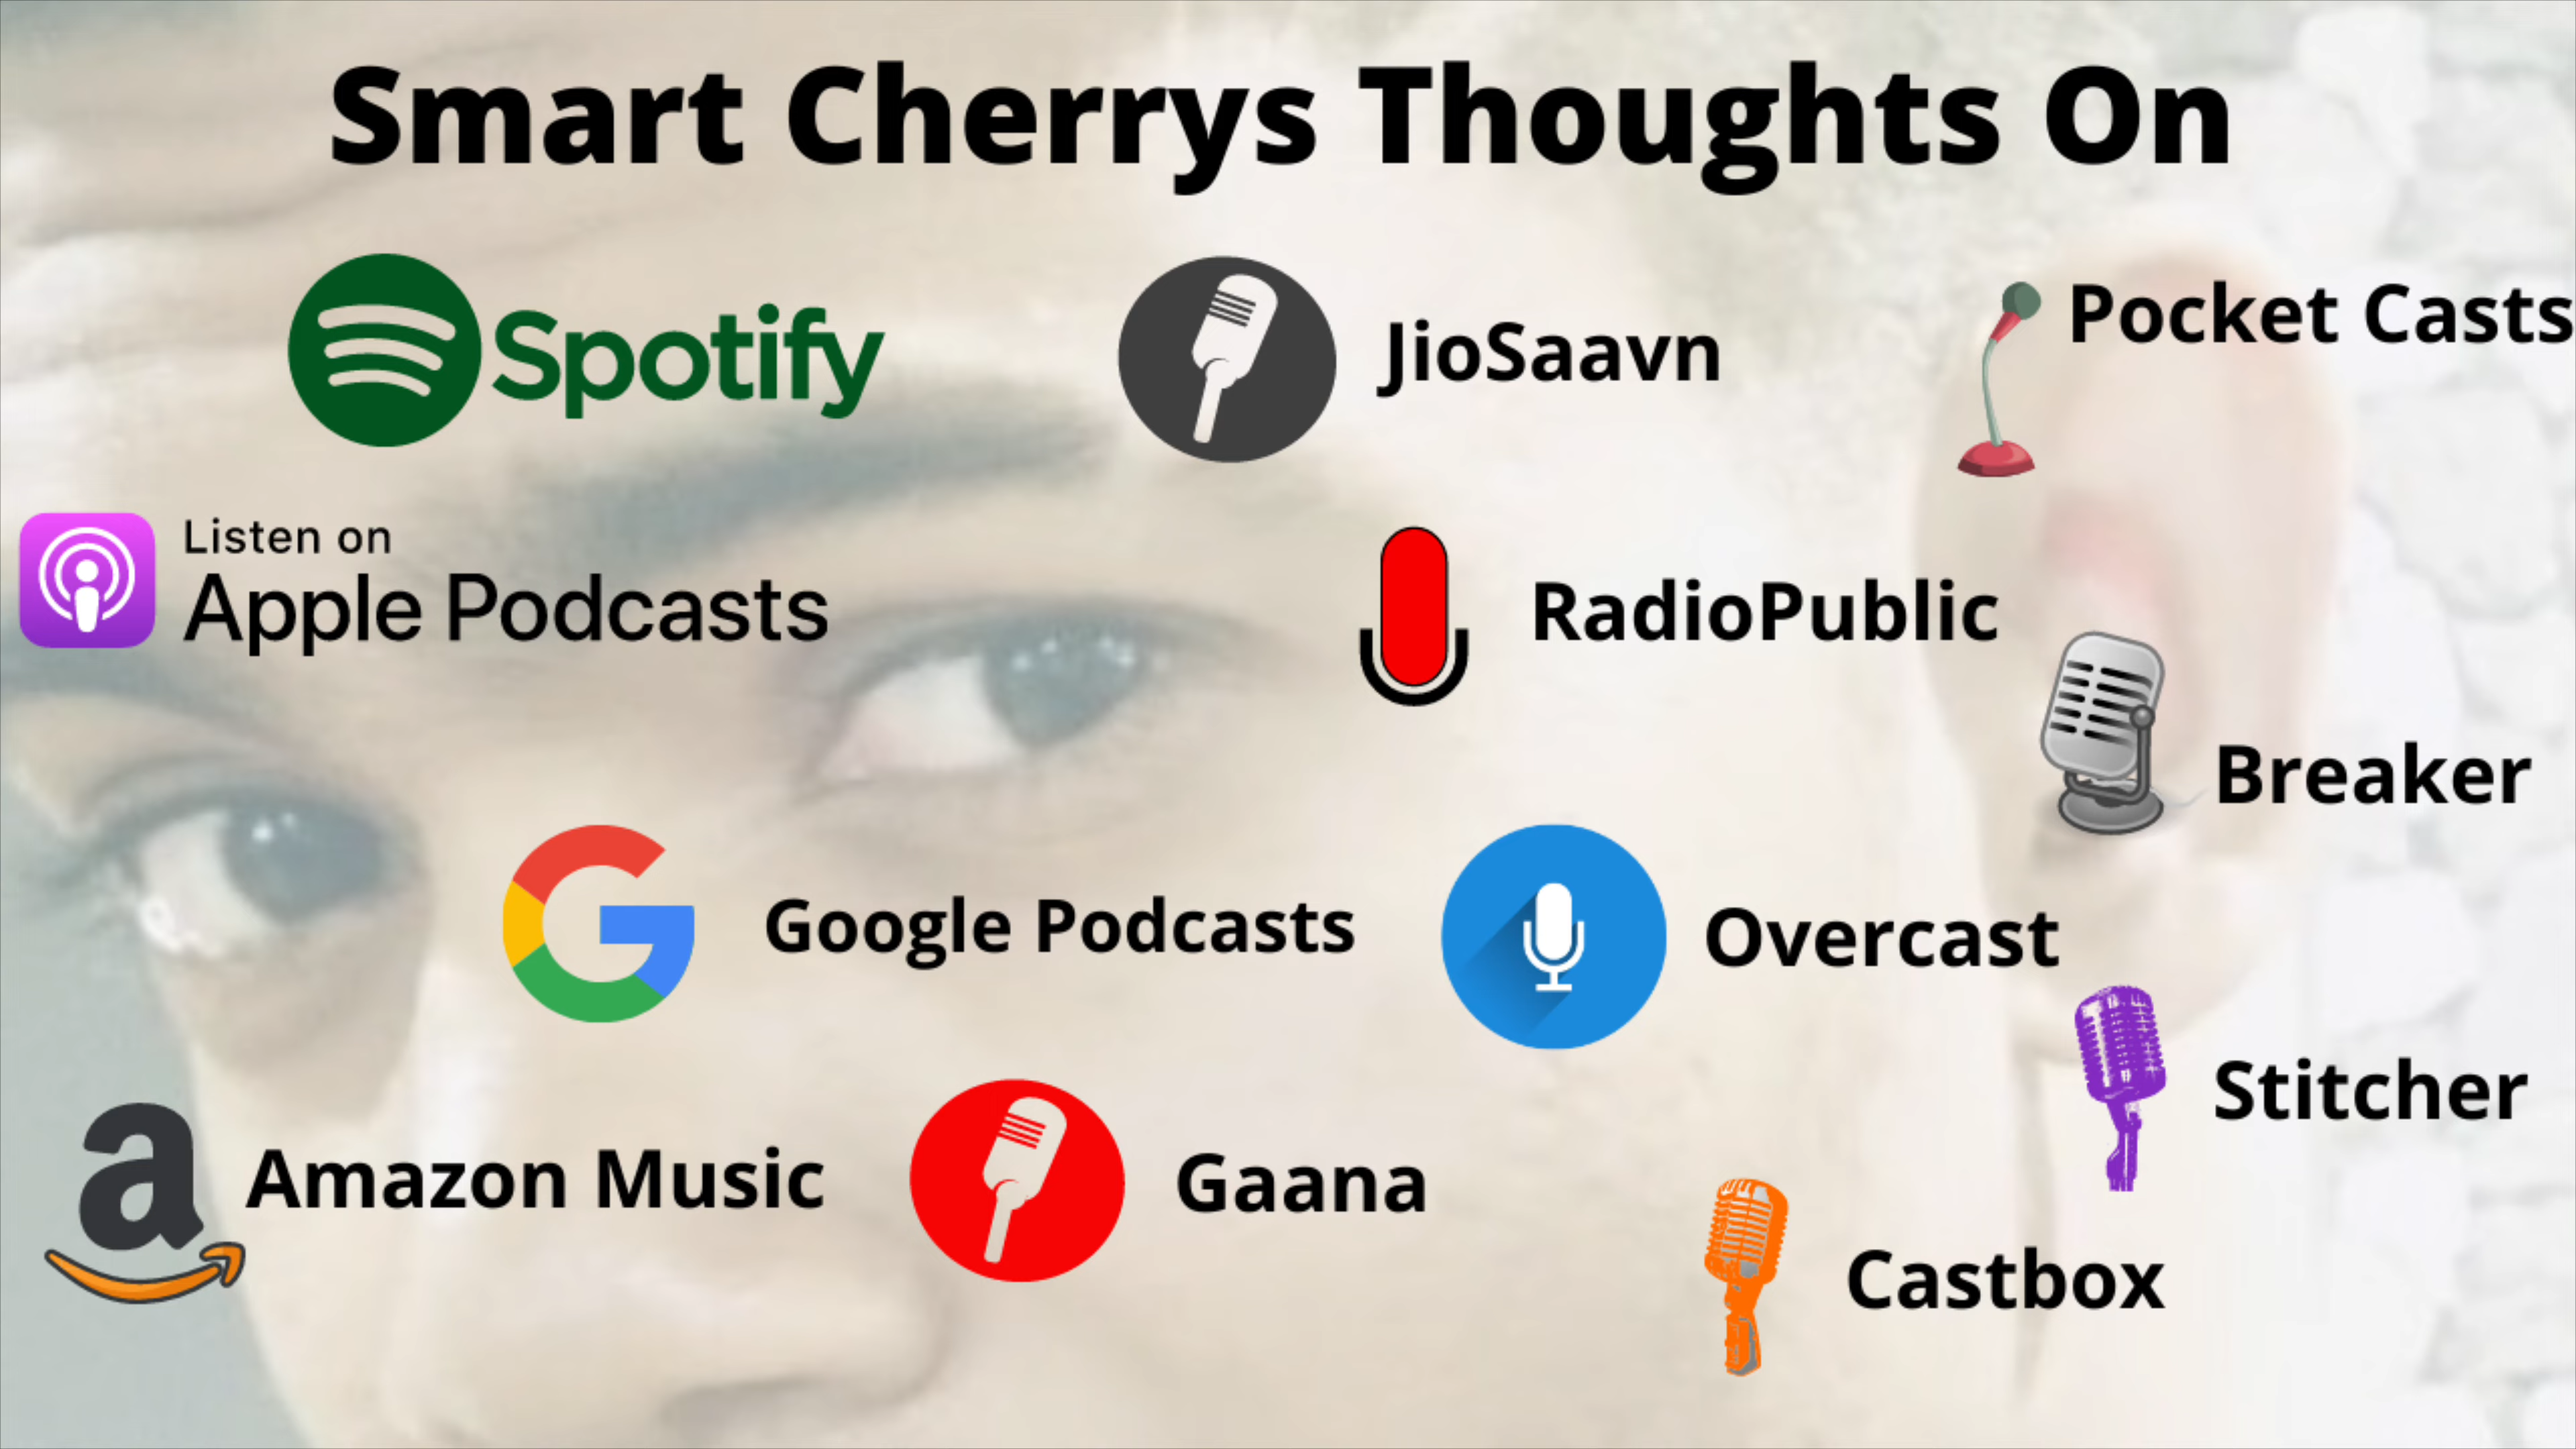 Smart Cherrys Thoughts On
Spotify
JioSaavn
Pocket Casts
Listen on
Apple Podcasts
RadioPublic
Breaker
Google Podcasts
Overcast
Stitcher
Amazon Music
Gaana
Castbox